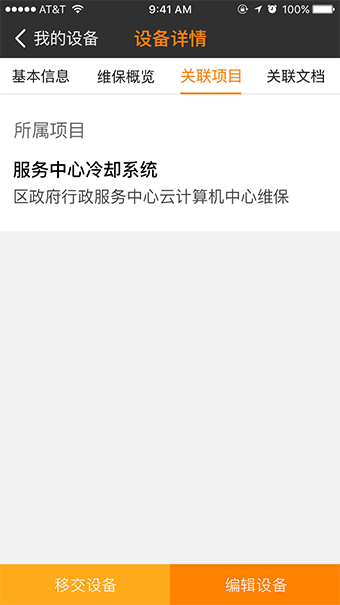 AT&T 9:41 AM 100%
我的设备 设备详情
基本信息 维保概览 关联项目 关联文档
所属项目
服务中心冷却系统
区政府行政服务中心云计算机中心维保
移交设备 编辑设备